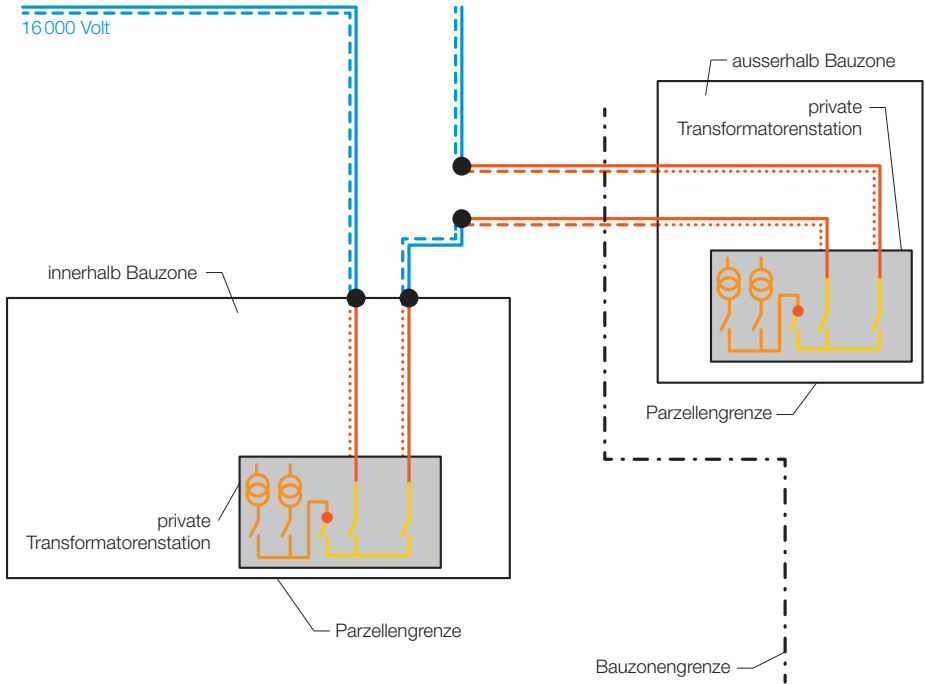 16 000 Volt
ausserhalb Bauzone
private
Transformatorenstation
innerhalb Bauzone
Parzellengrenze
private
Transformatorenstation
Parzellengrenze
Bauzonengrenze